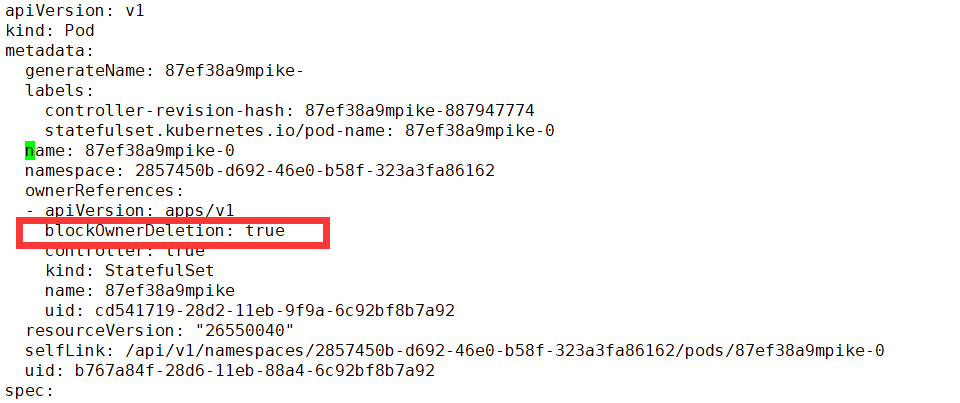 apiVersion: v1
kind: Pod
metadata:
  generateName: 87ef38a9mpike-
  labels:
    controller-revision-hash: 87ef38a9mpike-887947774
    statefulset.kubernetes.io/pod-name: 87ef38a9mpike-0
  name: 87ef38a9mpike-0
  namespace: 2857450b-d692-46e0-b58f-323a3fa86162
  ownerReferences:
  - apiVersion: apps/v1
    blockOwnerDeletion: true
    controller: true
    kind: StatefulSet
    name: 87ef38a9mpike
    uid: cd541719-28d2-11eb-9f9a-6c92bf8b7a92
  resourceVersion: "26550040"
  selfLink: /api/v1/namespaces/2857450b-d692-46e0-b58f-323a3fa86162/pods/87ef38a9mpike-0
  uid: b767a84f-28d6-11eb-88a4-6c92bf8b7a92
spec: